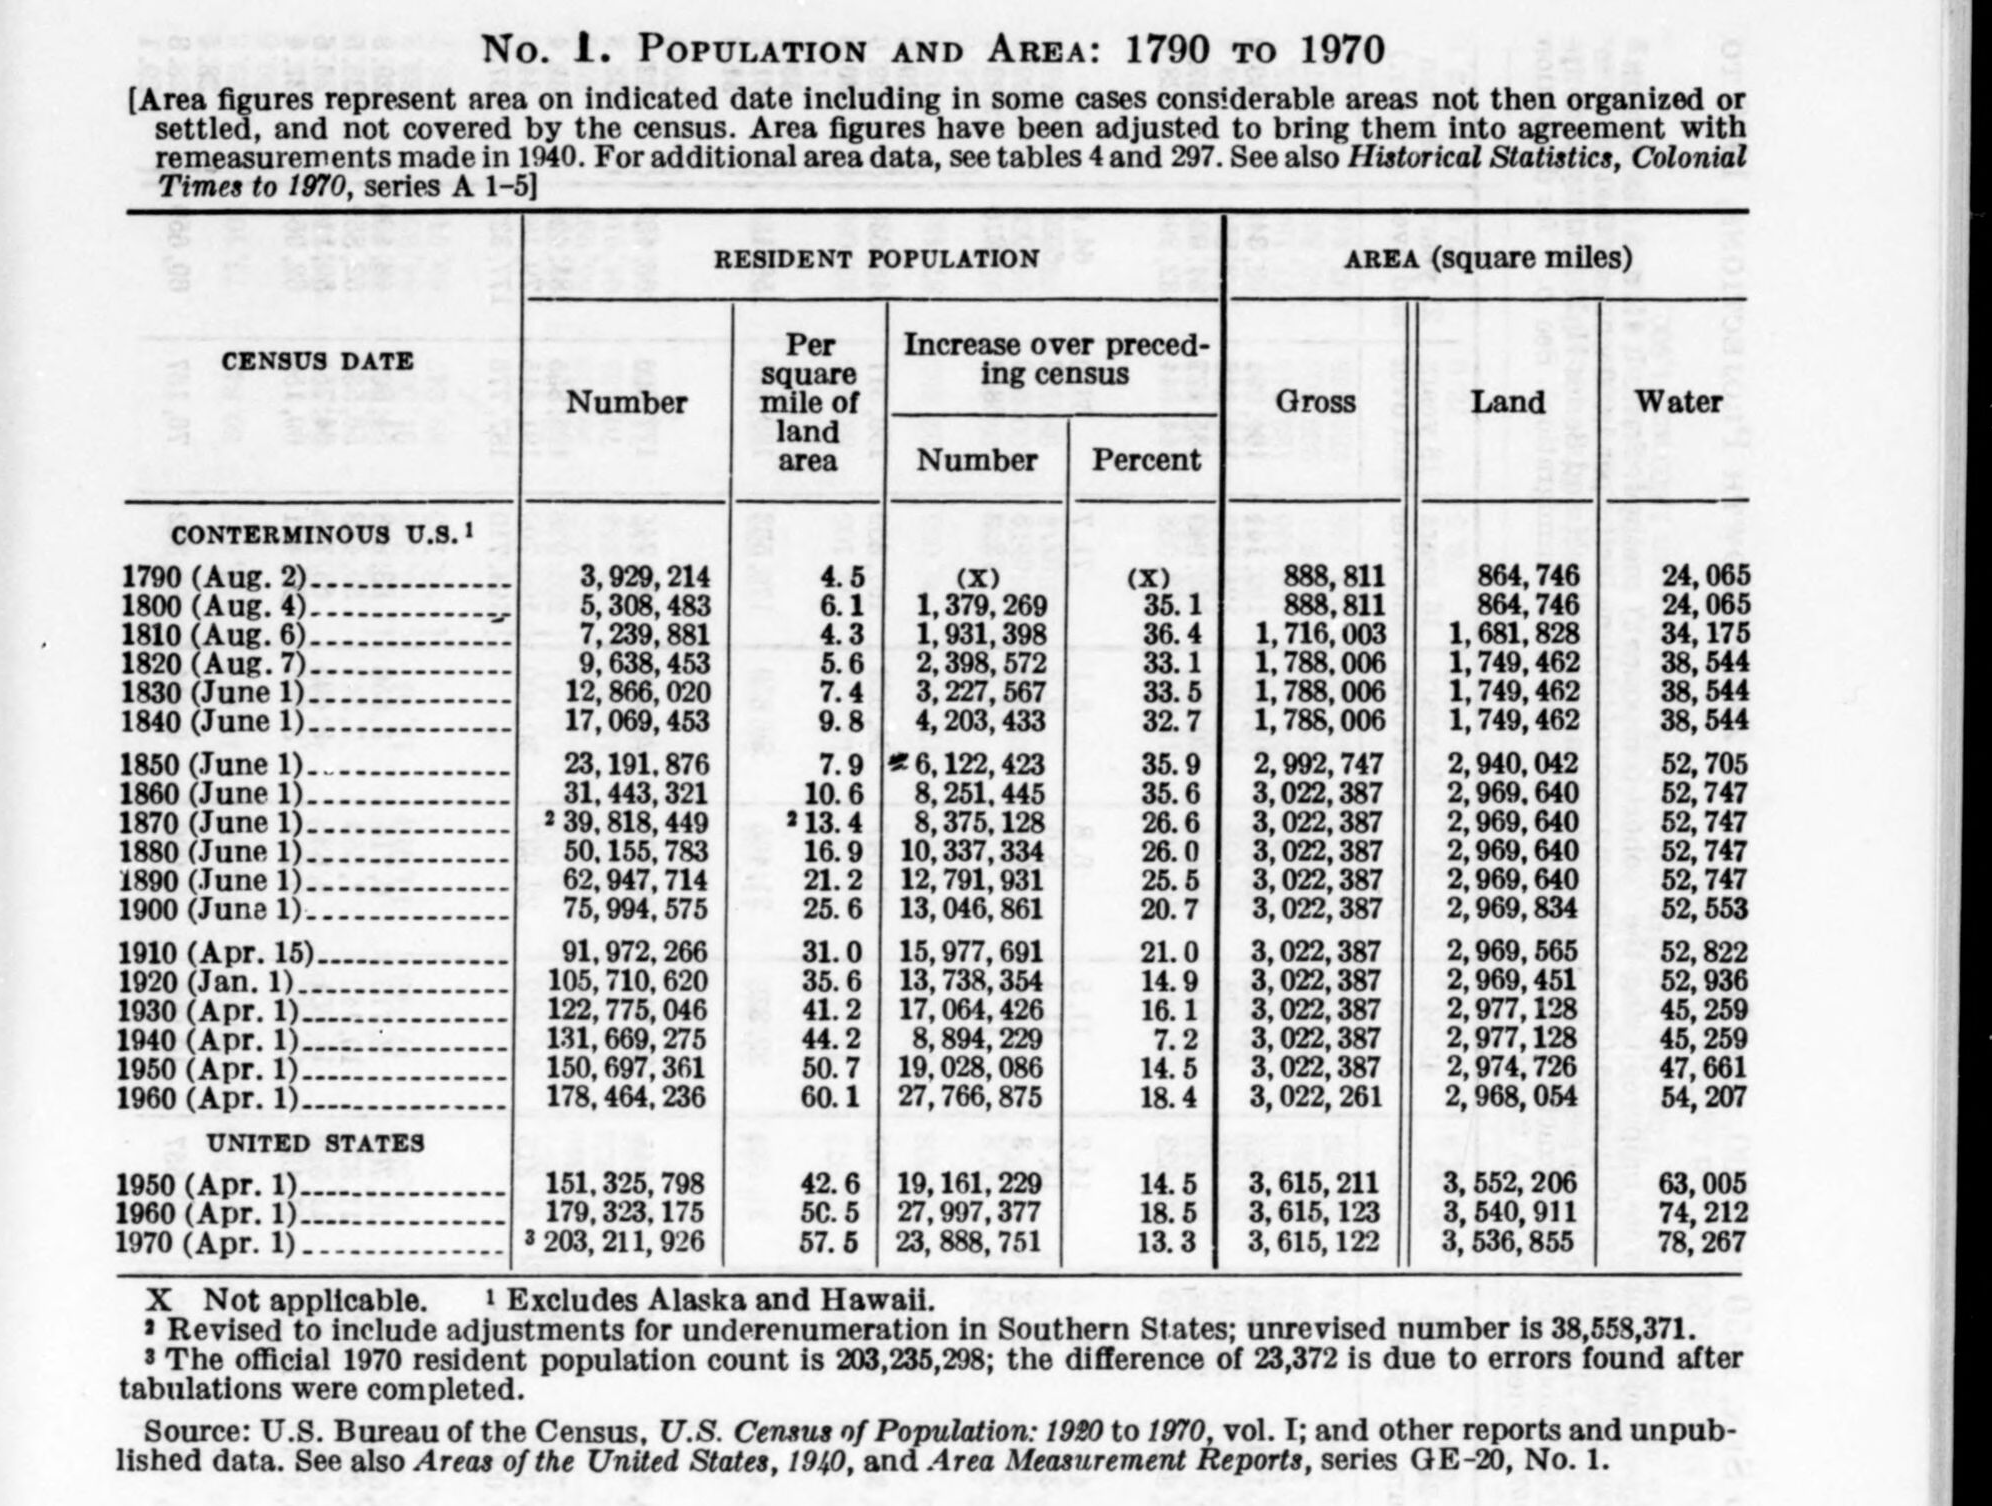 No. 1. POPULATION AND AREA: 1790 TO 1970
[Area figures represent area on indicated date including in some cases considerable areas not then organized or
settled, and not covered by the census. Area figures have been adjusted to bring them into agreement with
remeasurements made in 1940. For additional area data, see tables 4 and 297. See also Historical Statistics, Colonial
Times to 1970, series A 1–5]
CENSUS DATE
RESIDENT POPULATION
AREA (square miles)
Number
Per
square
mile of
land
area
Increase over preced-
ing census
Number
Percent
Gross
Land
Water
CONTERMINOUS U.S.¹
1790 (Aug. 2) 3,929,214 4.5 (X) (X) 888,811 864,746 24,065
1800 (Aug. 4) 5,308,483 6.1 1,379,269 35.1 888,811 864,746 24,065
1810 (Aug. 6) 7,239,881 4.3 1,931,398 36.4 1,716,003 1,681,828 34,175
1820 (Aug. 7) 9,638,453 5.6 2,398,572 33.1 1,788,006 1,749,462 38,544
1830 (June 1) 12,866,020 7.4 3,227,567 33.5 1,788,006 1,749,462 38,544
1840 (June 1) 17,069,453 9.8 4,203,433 32.7 1,788,006 1,749,462 38,544
1850 (June 1) 23,191,876 7.9 6,122,423 35.9 2,992,747 2,940,042 52,705
1860 (June 1) 31,443,321 10.6 8,251,445 35.6 3,022,387 2,969,640 52,747
1870 (June 1) ² 39,818,449 ² 13.4 8,375,128 26.6 3,022,387 2,969,640 52,747
1880 (June 1) 50,155,783 16.9 10,337,334 26.0 3,022,387 2,969,640 52,747
1890 (June 1) 62,947,714 21.2 12,791,931 25.5 3,022,387 2,969,640 52,747
1900 (June 1) 75,994,575 25.6 13,046,861 20.7 3,022,387 2,969,834 52,553
1910 (Apr. 15) 91,972,266 31.0 15,977,691 21.0 3,022,387 2,969,565 52,822
1920 (Jan. 1) 105,710,620 35.6 13,738,354 14.9 3,022,387 2,969,451 52,936
1930 (Apr. 1) 122,775,046 41.2 17,064,426 16.1 3,022,387 2,977,128 45,259
1940 (Apr. 1) 131,669,275 44.2 8,894,229 7.2 3,022,387 2,977,128 45,259
1950 (Apr. 1) 150,697,361 50.7 19,028,086 14.5 3,022,387 2,974,726 47,661
1960 (Apr. 1) 178,464,236 60.1 27,766,875 18.4 3,022,261 2,968,054 54,207
UNITED STATES
1950 (Apr. 1) 151,325,798 42.6 19,161,229 14.5 3,615,211 3,552,206 63,005
1960 (Apr. 1) 179,323,175 50.5 27,997,377 18.5 3,615,123 3,540,911 74,212
1970 (Apr. 1) ³ 203,211,926 57.5 23,888,751 13.3 3,615,122 3,536,855 78,267
X Not applicable. ¹ Excludes Alaska and Hawaii.
² Revised to include adjustments for underenumeration in Southern States; unrevised number is 38,558,371.
³ The official 1970 resident population count is 203,235,298; the difference of 23,372 is due to errors found after
tabulations were completed.
Source: U.S. Bureau of the Census, U.S. Census of Population: 1920 to 1970, vol. I; and other reports and unpub-
lished data. See also Areas of the United States, 1940, and Area Measurement Reports, series GE-20, No. 1.